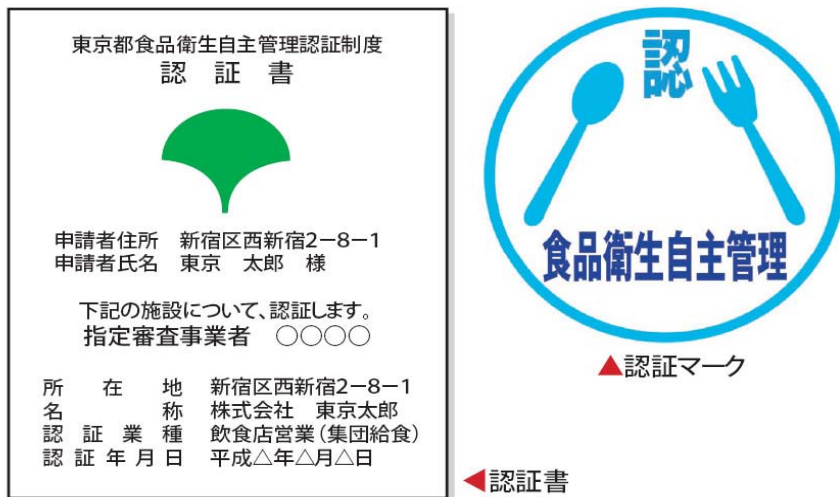 東京都食品衛生自主管理認証制度
認証書
申請者住所 新宿区西新宿2-8-1
申請者氏名 東京 太郎 様
下記の施設について、認証します。
指定審査事業者 ○○○○
所在地 新宿区西新宿2-8-1
名称 株式会社 東京太郎
認証業種 飲食店営業(集団給食)
認証年月日 平成△年△月△日
◀認証書
認
食品衛生自主管理
▲認証マーク